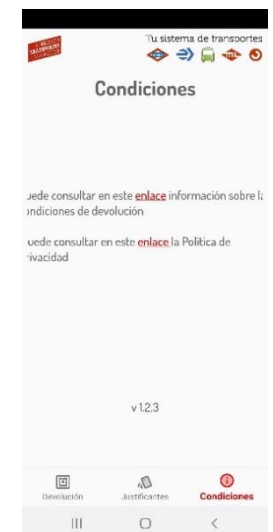 Tu sistema de transportes
Condiciones
uede consultar en este enlace información sobre la
ondiciones de devolución
uede consultar en este enlace la Política de
rivacidad
v 1.2.3
Devolución Justificantes Condiciones